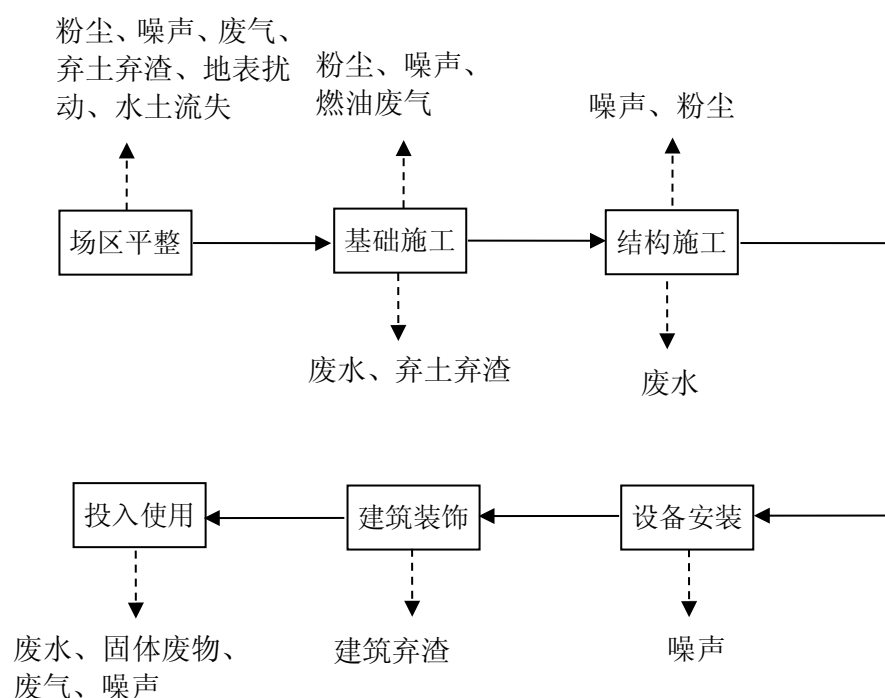 粉尘、噪声、废气、
弃土弃渣、地表扰
动、水土流失
粉尘、噪声、
燃油废气
噪声、粉尘
场区平整
基础施工
结构施工
废水、弃土弃渣
废水
投入使用
建筑装饰
设备安装
废水、固体废物、
废气、噪声
建筑弃渣
噪声